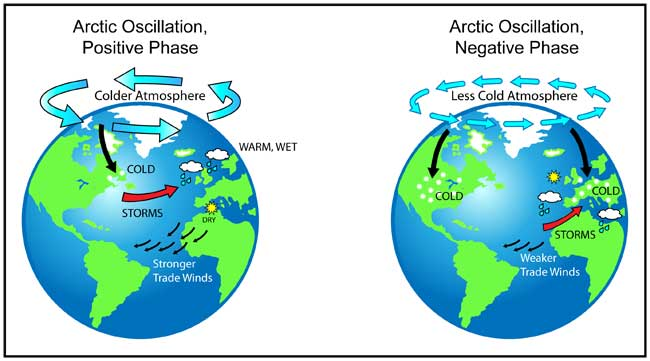 Arctic Oscillation,
Positive Phase
Colder Atmosphere
WARM, WET
COLD
STORMS
DRY
Stronger
Trade Winds
Arctic Oscillation,
Negative Phase
Less Cold Atmosphere
COLD
COLD
STORMS
Weaker
Trade Winds